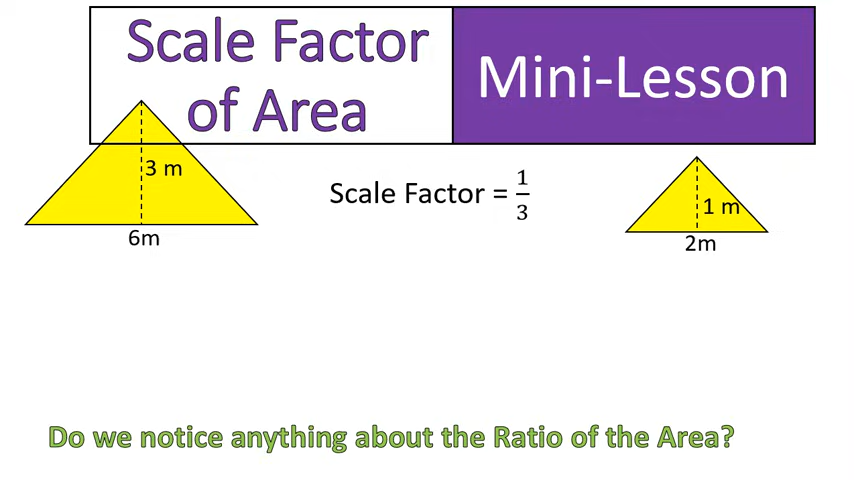 Scale Factor
of Area
Mini-Lesson
3 m
6m
Scale Factor = 1/3
1 m
2m
Do we notice anything about the Ratio of the Area?